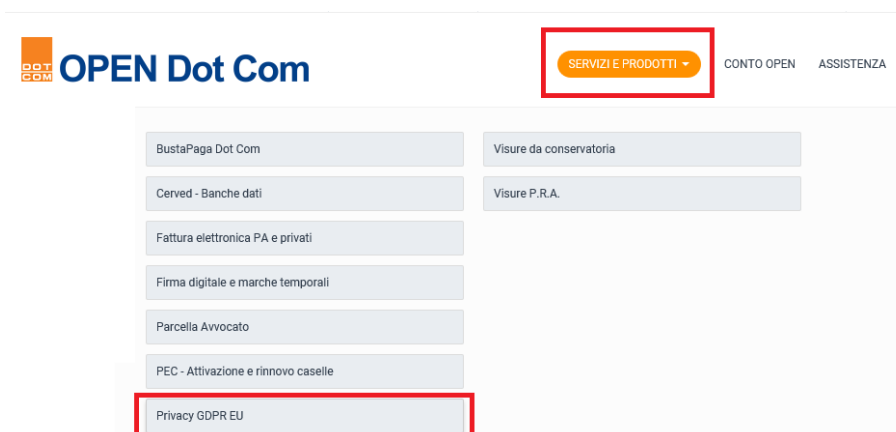 DOT
COM
OPEN Dot Com
SERVIZI E PRODOTTI
CONTO OPEN
ASSISTENZA
BustaPaga Dot Com
Visure da conservatoria
Cerved - Banche dati
Visure P.R.A.
Fattura elettronica PA e privati
Firma digitale e marche temporali
Parcella Avvocato
PEC - Attivazione e rinnovo caselle
Privacy GDPR EU